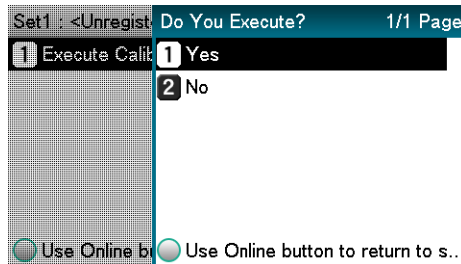 Set1 : <Unregist
1 Execute Calib
Use Online b
Do You Execute? 1/1 Page
1 Yes
2 No
Use Online button to return to s..